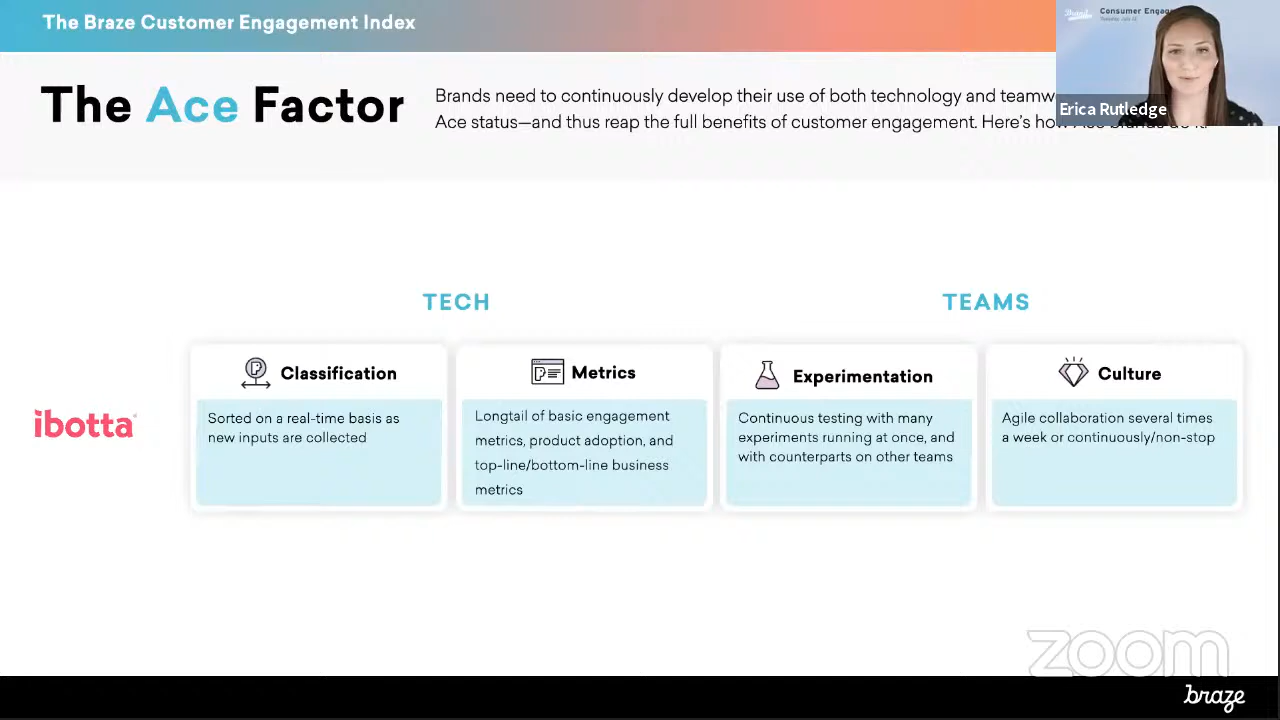 The Braze Customer Engagement Index
The Ace Factor
Brands need to continuously develop their use of both technology and
Ace status—and thus reap the full benefits of customer engagement. Here's
Consumer
Tuesday July
Erica Rutledge
TECH
TEAMS
Classification
Sorted on a real-time basis as
new inputs are collected
Metrics
Longtail of basic engagement
metrics, product adoption, and
top-line/bottom-line business
metrics
Experimentation
Continuous testing with many
experiments running at once, and
with counterparts on other teams
Culture
Agile collaboration several times
a week or continuously/non-stop
ibotta
zoom
braze